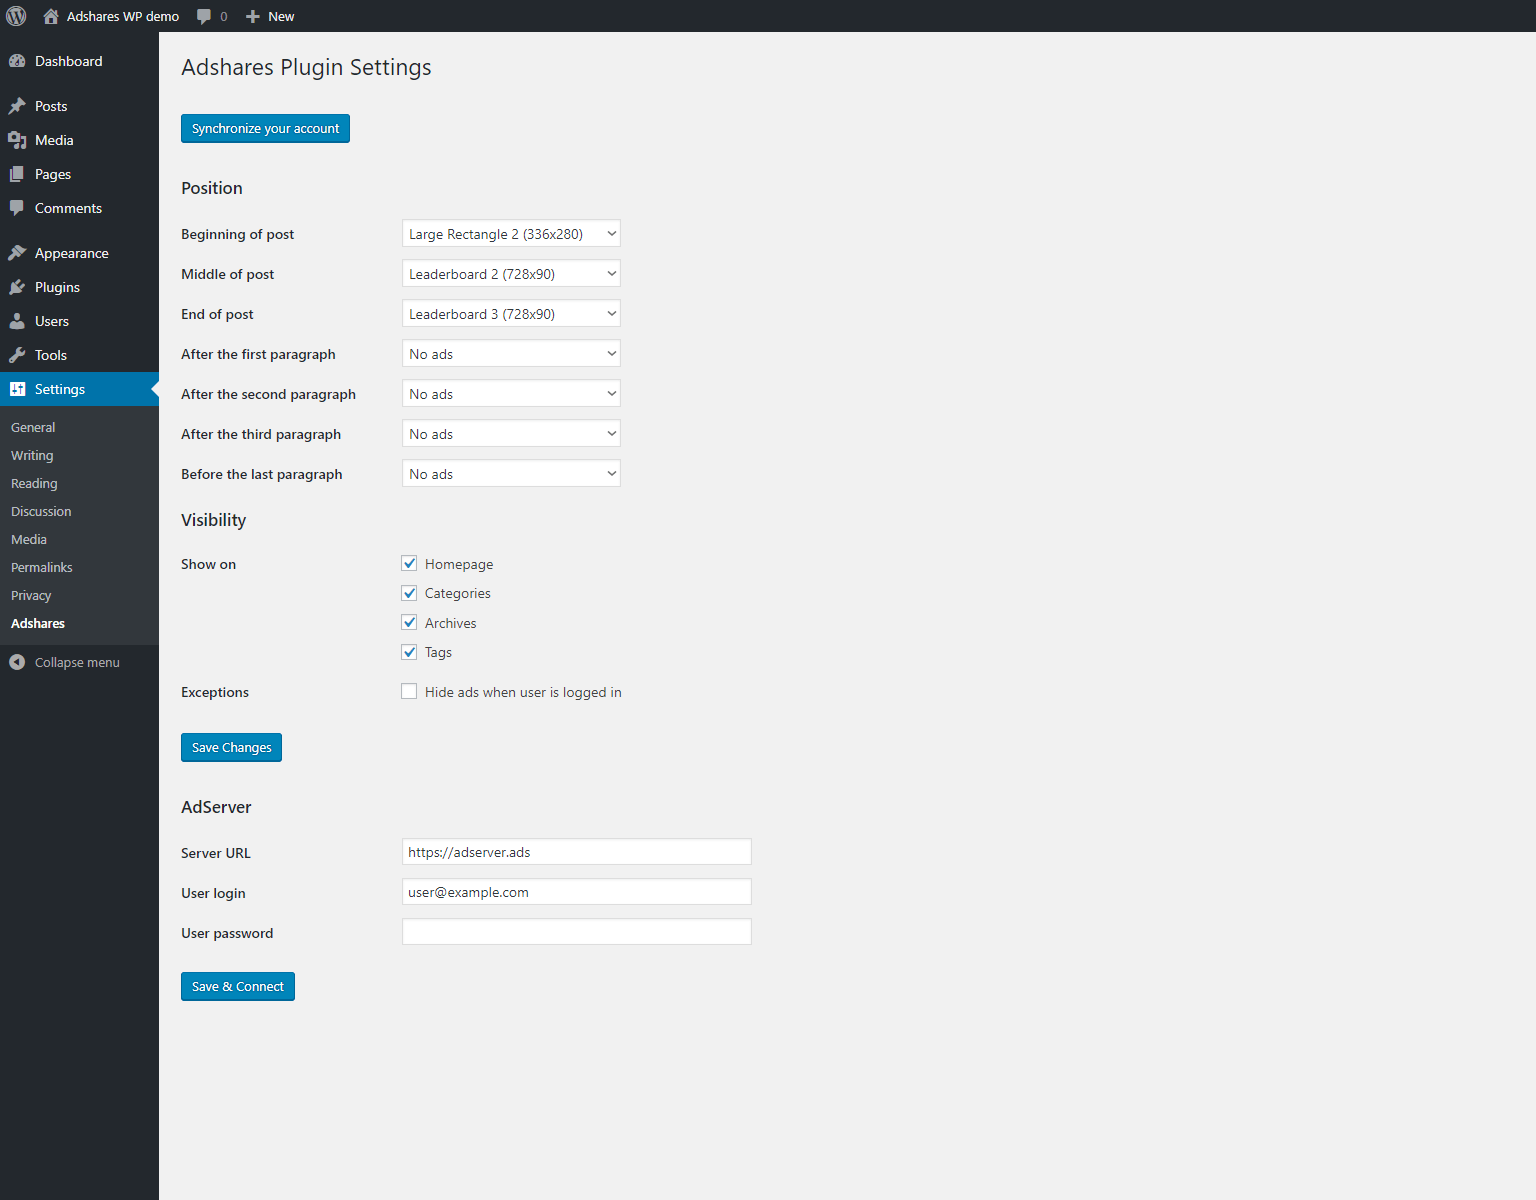 Adshares WP demo 0 New
Dashboard
Posts
Media
Pages
Comments
Appearance
Plugins
Users
Tools
Settings
General
Writing
Reading
Discussion
Media
Permalinks
Privacy
Adshares
Collapse menu
Adshares Plugin Settings
Synchronize your account
Position
Beginning of post Large Rectangle 2 (336x280)
Middle of post Leaderboard 2 (728x90)
End of post Leaderboard 3 (728x90)
After the first paragraph No ads
After the second paragraph No ads
After the third paragraph No ads
Before the last paragraph No ads
Visibility
Show on Homepage
Categories
Archives
Tags
Exceptions Hide ads when user is logged in
Save Changes
AdServer
Server URL https://adserver.ads
User login user@example.com
User password
Save & Connect